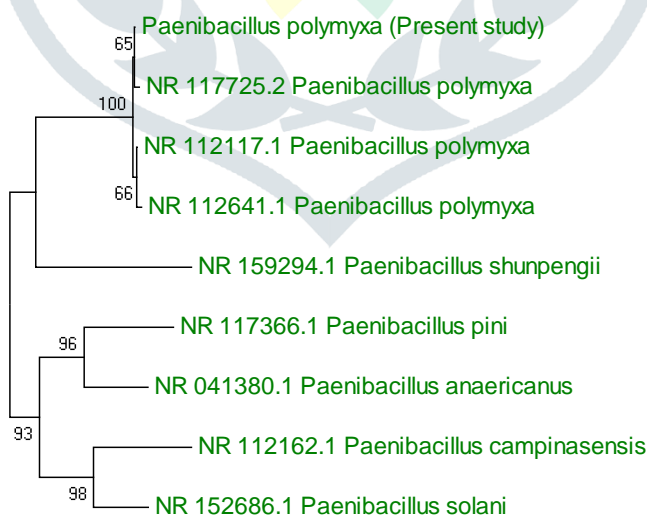 Paenibacillus polymyxa (Present study)
65
NR 117725.2 Paenibacillus polymyxa
100
NR 112117.1 Paenibacillus polymyxa
66
NR 112641.1 Paenibacillus polymyxa
NR 159294.1 Paenibacillus shunpengii
NR 117366.1 Paenibacillus pini
96
NR 041380.1 Paenibacillus anaericanus
93
NR 112162.1 Paenibacillus campinasensis
98
NR 152686.1 Paenibacillus solani